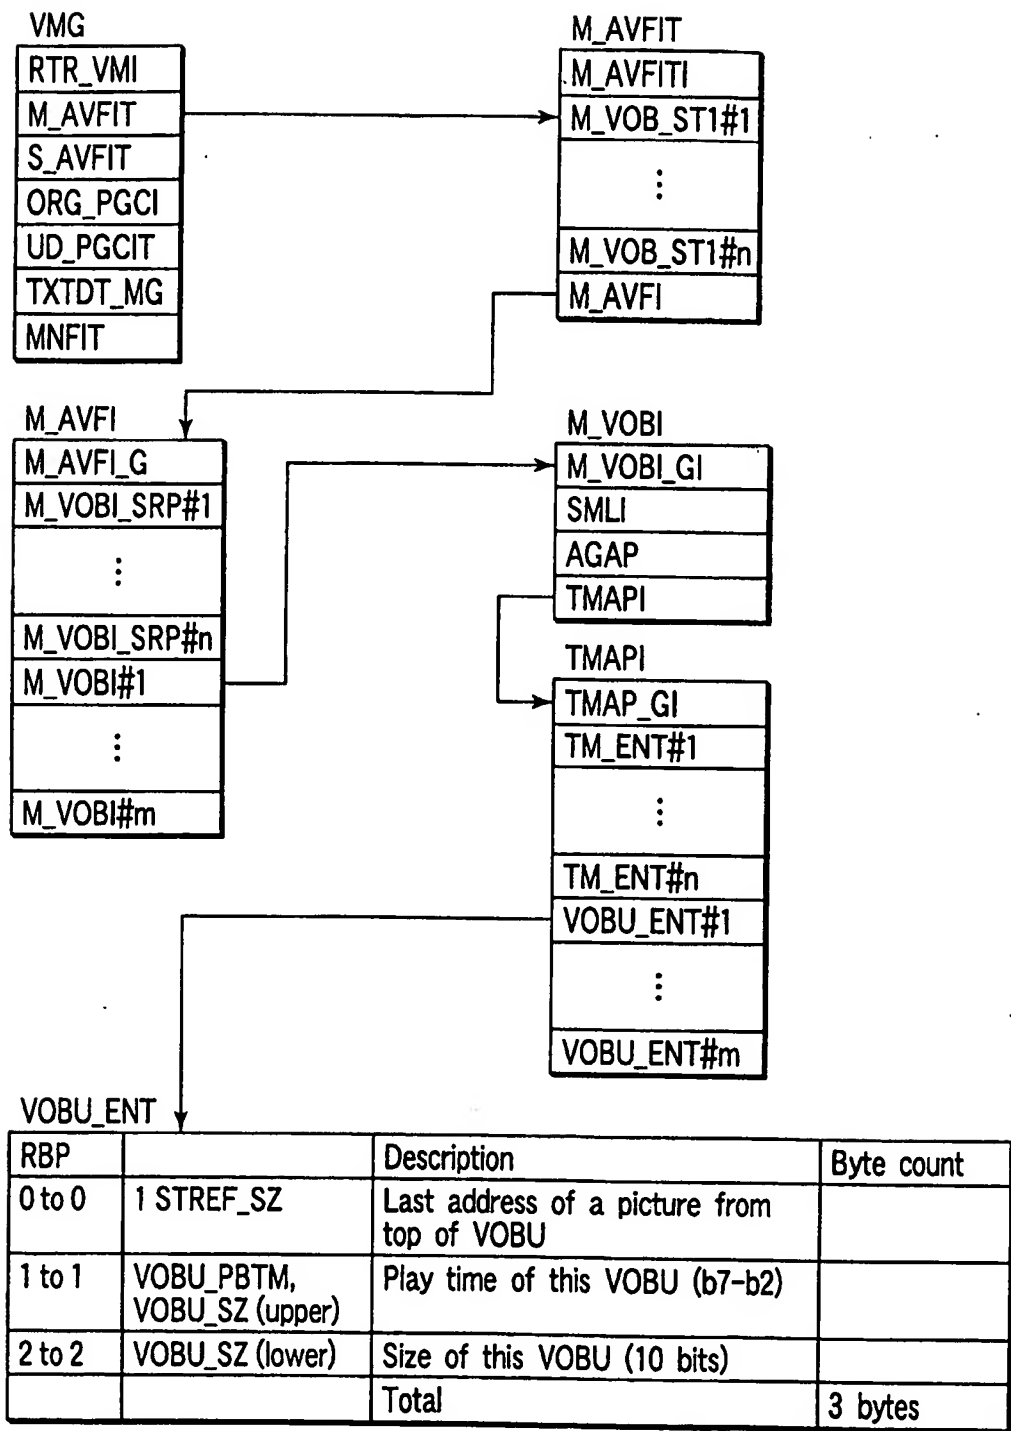 VMG
RTR_VMI
M_AVFIT
S_AVFIT
ORG_PGCI
UD_PGCIT
TXTDT_MG
MNFIT
M_AVFIT
M_AVFITI
M_VOB_ST1#1
⋮
M_VOB_ST1#n
M_AVFI
M_AVFI
M_AVFI_G
M_VOBI_SRP#1
⋮
M_VOBI_SRP#n
M_VOBI#1
⋮
M_VOBI#m
M_VOBI
M_VOBI_GI
SMLI
AGAP
TMAPI
TMAPI
TMAP_GI
TM_ENT#1
⋮
TM_ENT#n
VOBU_ENT#1
⋮
VOBU_ENT#m
VOBU_ENT
RBP Description Byte count
0 to 0 1 STREF_SZ Last address of a picture from
top of VOBU
1 to 1 VOBU_PBTM, Play time of this VOBU (b7-b2)
VOBU_SZ (upper)
2 to 2 VOBU_SZ (lower) Size of this VOBU (10 bits)
Total 3 bytes